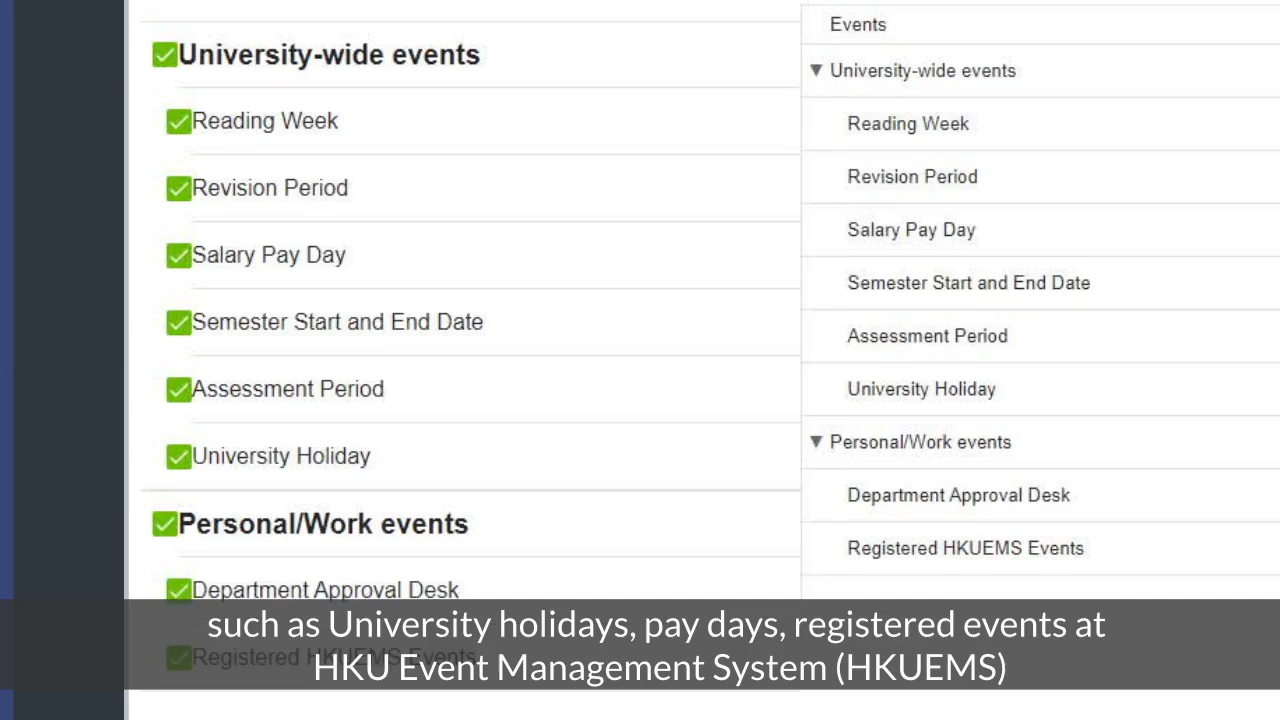 University-wide events
Reading Week
Revision Period
Salary Pay Day
Semester Start and End Date
Assessment Period
University Holiday
Personal/Work events
Department Approval Desk
Registered HKUEMS Events
Events
University-wide events
Reading Week
Revision Period
Salary Pay Day
Semester Start and End Date
Assessment Period
University Holiday
Personal/Work events
Department Approval Desk
Registered HKUEMS Events
such as University holidays, pay days, registered events at
HKU Event Management System (HKUEMS)